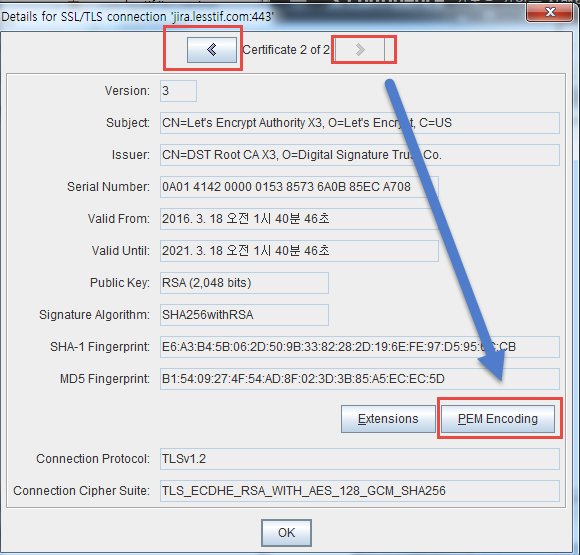 Details for SSL/TLS connection 'jira.lesstif.com:443'
Certificate 2 of 2
Version: 3
Subject: CN=Let's Encrypt Authority X3, O=Let's Encrypt, C=US
Issuer: CN=DST Root CA X3, O=Digital Signature Trust Co.
Serial Number: 0A01 4142 0000 0153 8573 6A0B 85EC A708
Valid From: 2016. 3. 18 오전 1시 40분 46초
Valid Until: 2021. 3. 18 오전 1시 40분 46초
Public Key: RSA (2,048 bits)
Signature Algorithm: SHA256withRSA
SHA-1 Fingerprint: E6:A3:B4:5B:06:2D:50:9B:33:82:28:2D:19:6E:FE:97:D5:95:6C:CB
MD5 Fingerprint: B1:54:09:27:4F:54:AD:8F:02:3D:3B:85:A5:EC:EC:5D
Extensions PEM Encoding
Connection Protocol: TLSv1.2
Connection Cipher Suite: TLS_ECDHE_RSA_WITH_AES_128_GCM_SHA256
OK